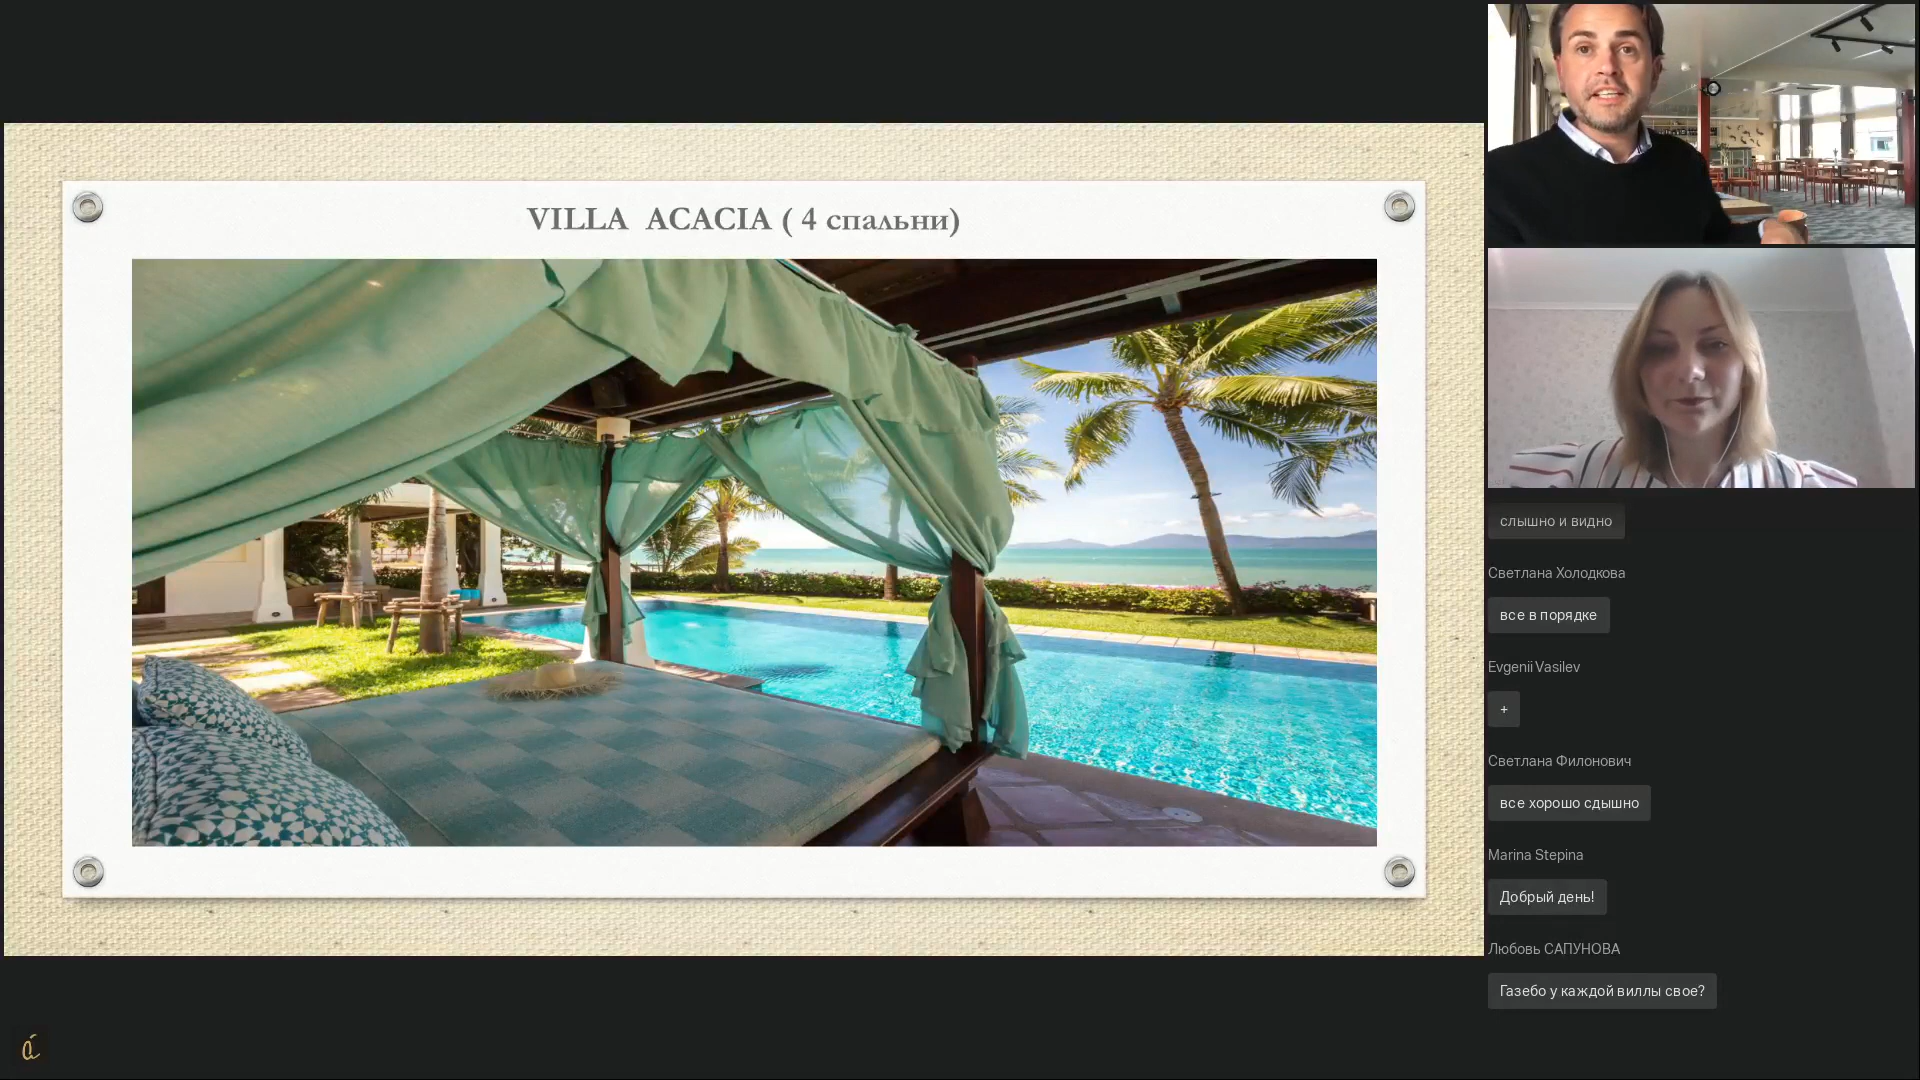 VILLA ACACIA ( 4 спальни)
слышно и видно
Светлана Холодкова
все в порядке
Evgenii Vasilev
+
Светлана Филонович
все хорошо сдышно
Marina Stepina
Добрый день!
Любовь САПУНОВА
Газебо у каждой виллы свое?
á